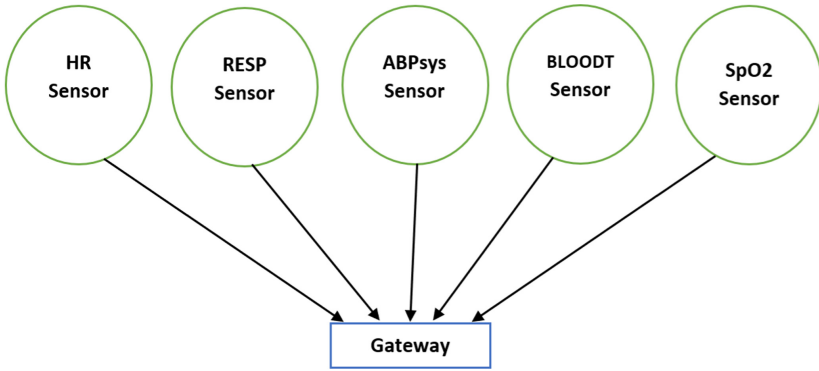 HR
Sensor
RESP
Sensor
ABPsys
Sensor
BLOODT
Sensor
SpO2
Sensor
Gateway